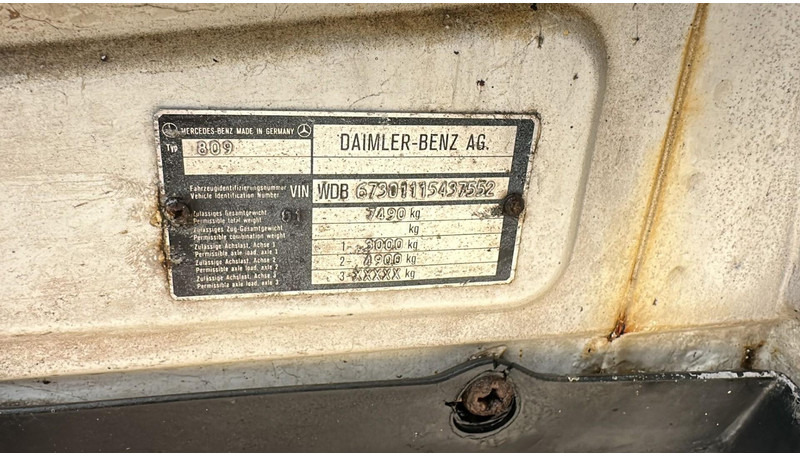 MERCEDES-BENZ MADE IN GERMANY
Typ 809
DAIMLER-BENZ AG.
Fahrzeugidentifizierungsnummer
Vehicle Identification Number
VIN WDB 67301115437552
Zulässiges Gesamtgewicht
Permissible total weight
7490 kg
Zulässiges Zug-Gesamtgewicht
Permissible combination weight
kg
Zulässige Achslast, Achse 1
Permissible axle load, axle 1
1- 3000 kg
Zulässige Achslast, Achse 2
Permissible axle load, axle 2
2- 4900 kg
Zulässige Achslast, Achse 3
Permissible axle load, axle 3
3-XXXXX kg